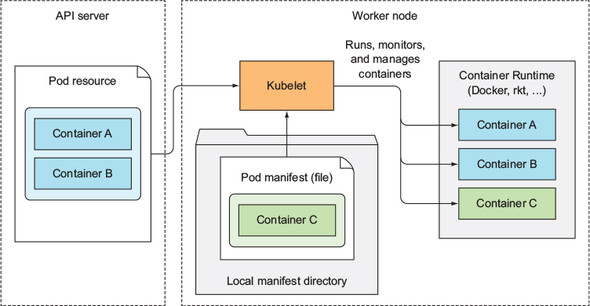 API server
Pod resource
Container A
Container B
Worker node
Kubelet
Runs, monitors,
and manages
containers
Pod manifest (file)
Container C
Local manifest directory
Container Runtime
(Docker, rkt, ...)
Container A
Container B
Container C